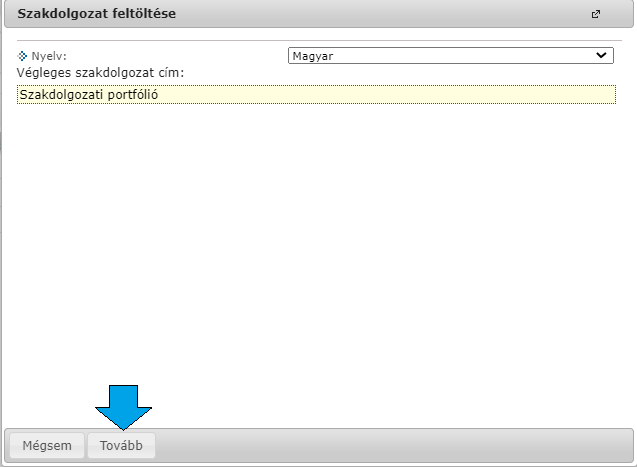 Szakdolgozat feltöltése
Nyelv: Magyar
Végleges szakdolgozat cím:
Szakdolgozati portfólió
Mégsem Tovább